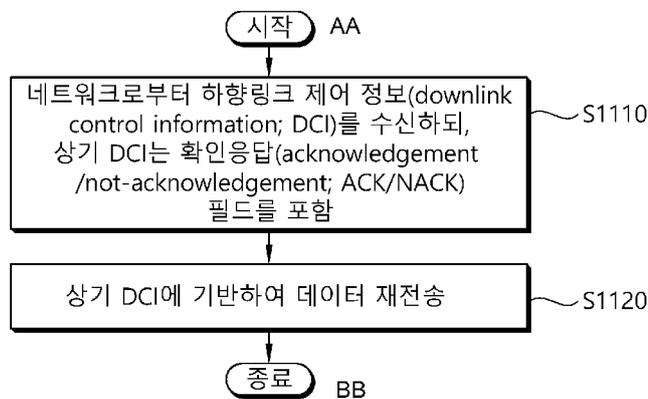 시작 AA
네트워크로부터 하향링크 제어 정보(downlink
control information; DCI)를 수신하되,
상기 DCI는 확인응답(acknowledgement
/not-acknowledgement; ACK/NACK)
필드를 포함
S1110
상기 DCI에 기반하여 데이터 재전송
S1120
종료 BB